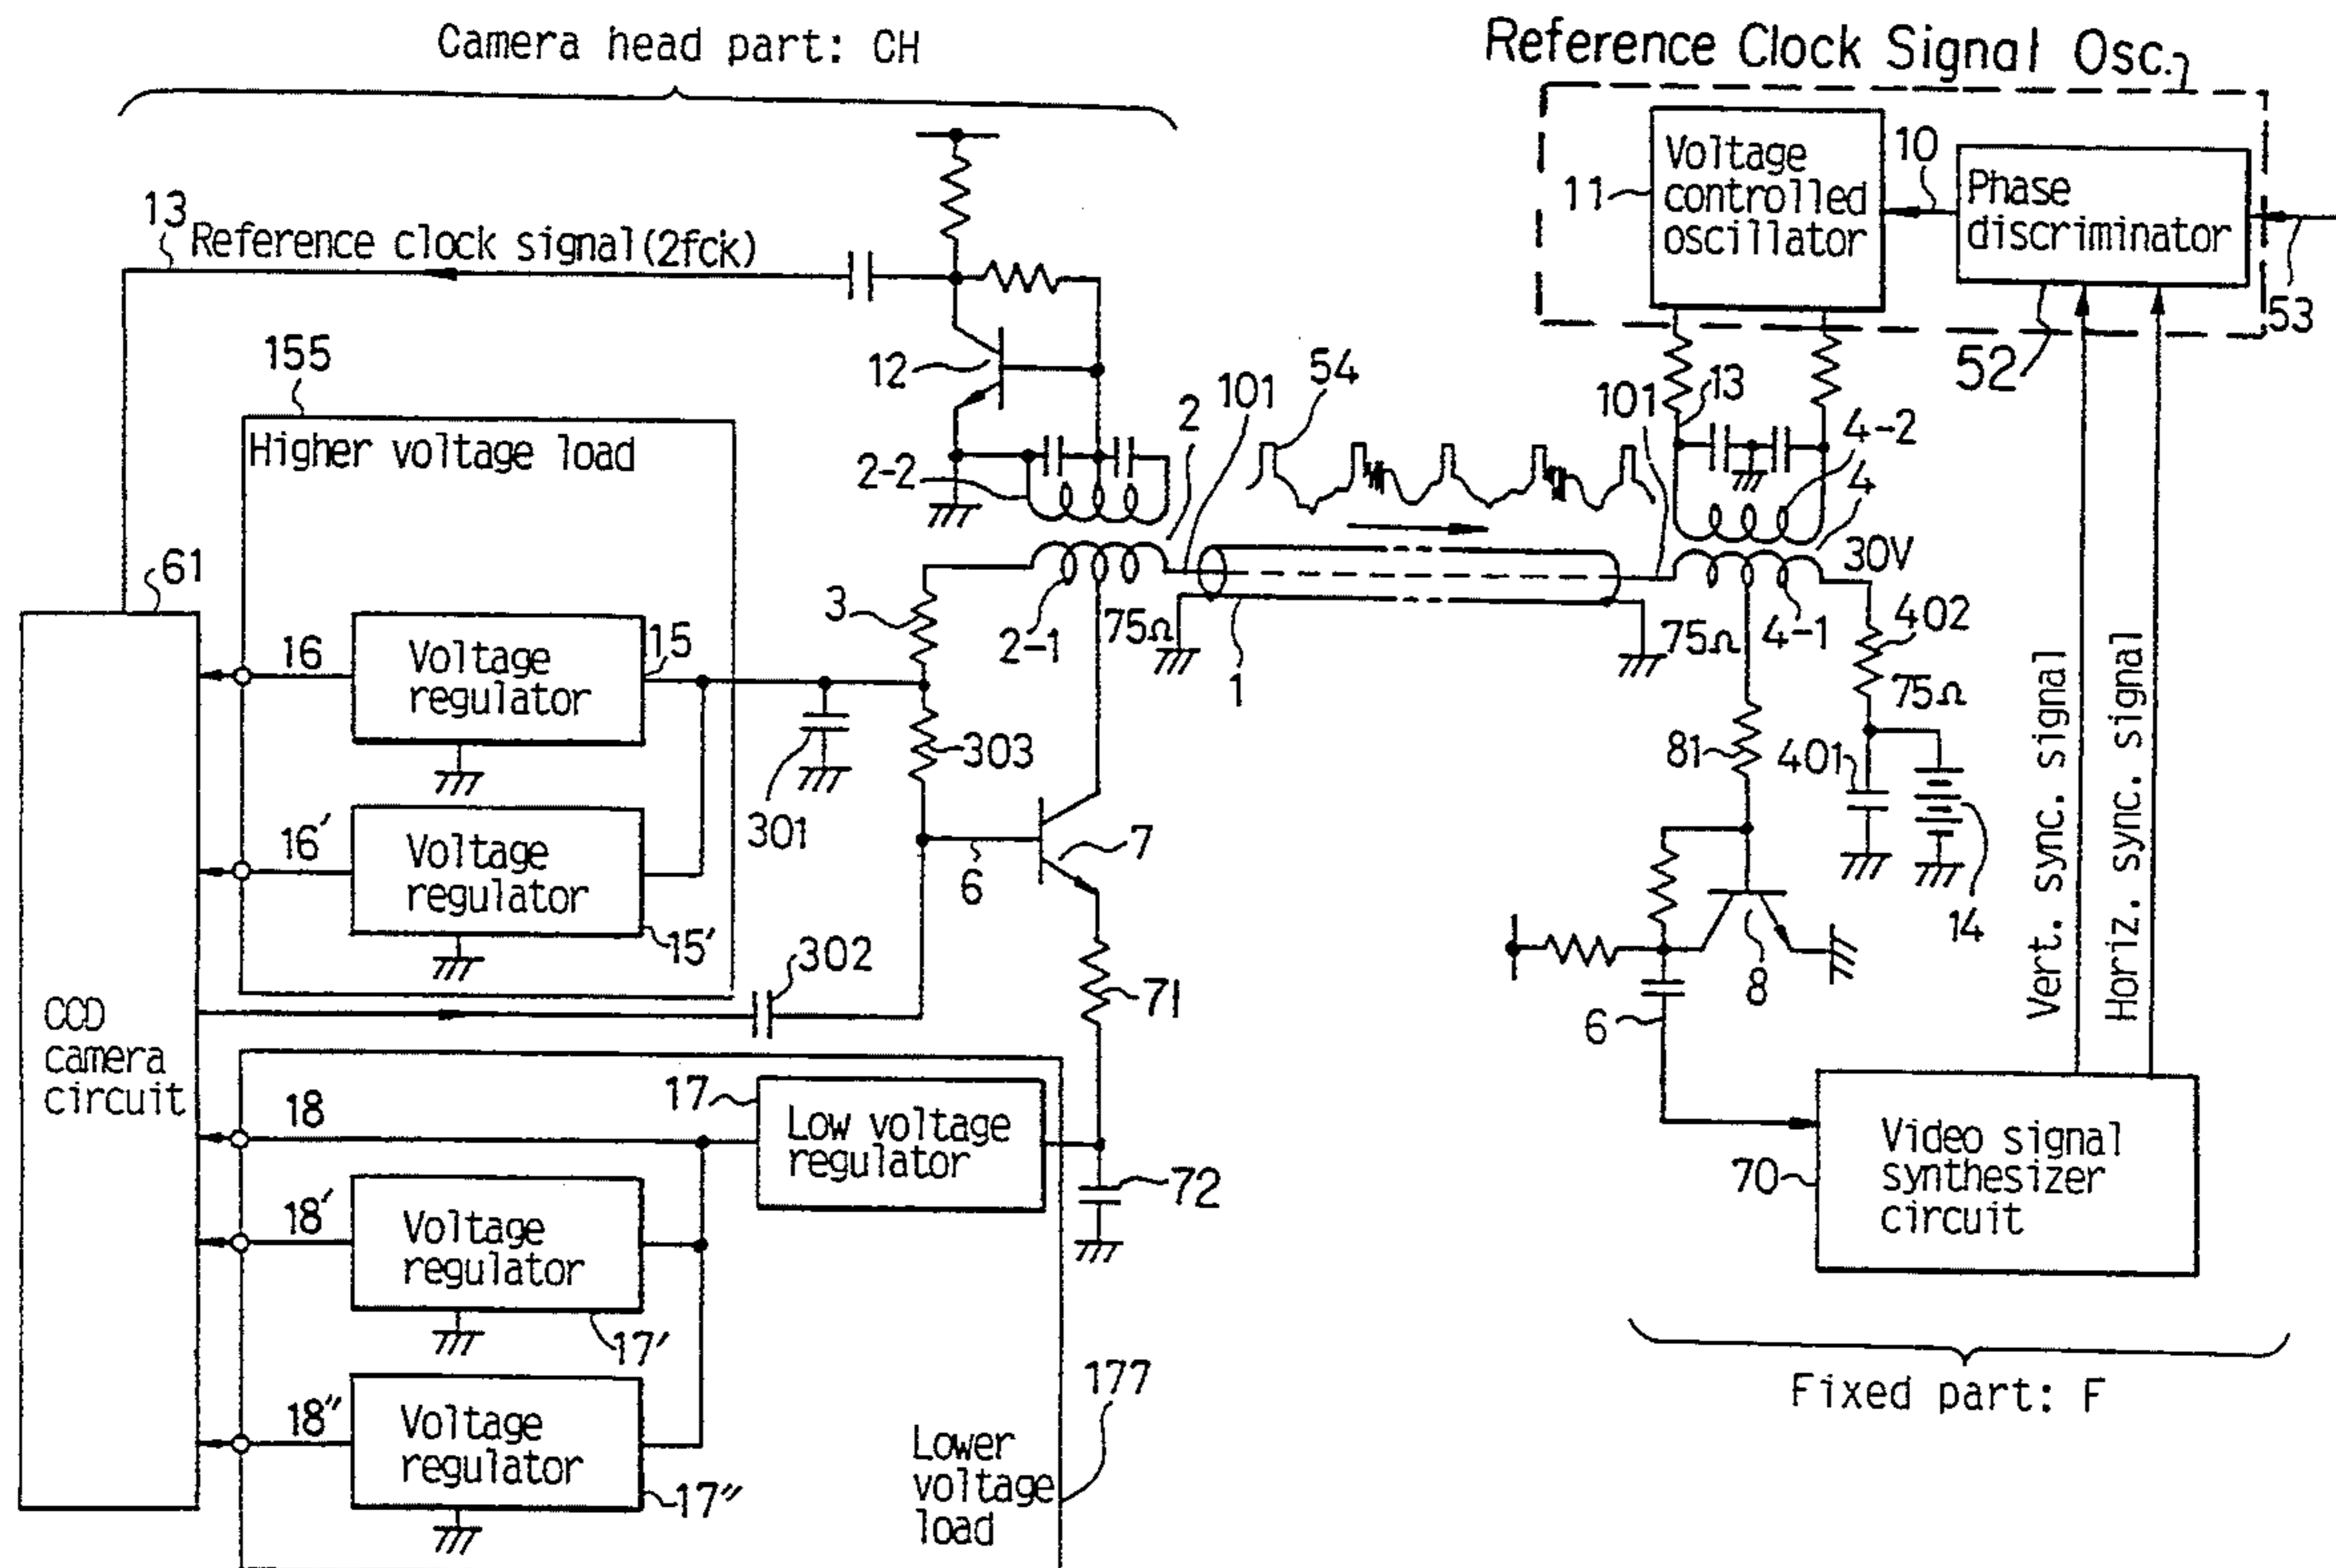 Camera head part: CH
Reference Clock Signal Osc.
13
Reference clock signal(2fck)
11
Voltage
controlled
oscillator
10
Phase
discriminator
53
52
155
Higher voltage load
12
2-2
2
101
54
101
13
4-2
4
30V
61
16
Voltage
regulator
15
3
2-1
75Ω
1
75Ω
4-1
402
75Ω
303
301
81
401
14
16′
Voltage
regulator
15′
6
7
302
71
8
6
Vert. sync. signal
Horiz. sync. signal
CCD
camera
circuit
18
17
Low voltage
regulator
72
70
Video signal
synthesizer
circuit
18′
Voltage
regulator
17′
18″
Voltage
regulator
17″
177
Lower
voltage
load
Fixed part: F